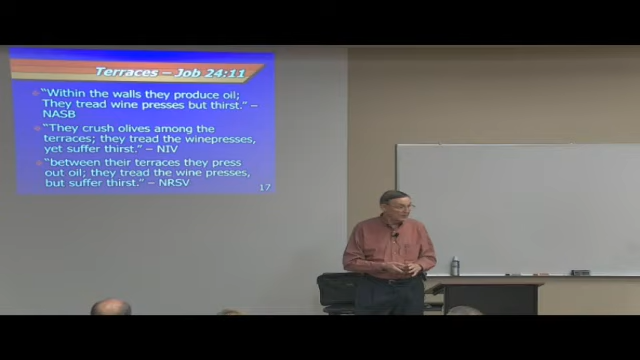 Terraces – Job 24:11
"Within the walls they produce oil;
They tread wine presses but thirst." –
NASB
"They crush olives among the
terraces; they tread the winepresses,
yet suffer thirst." – NIV
"between their terraces they press
out oil; they tread the wine presses,
but suffer thirst." – NRSV
17